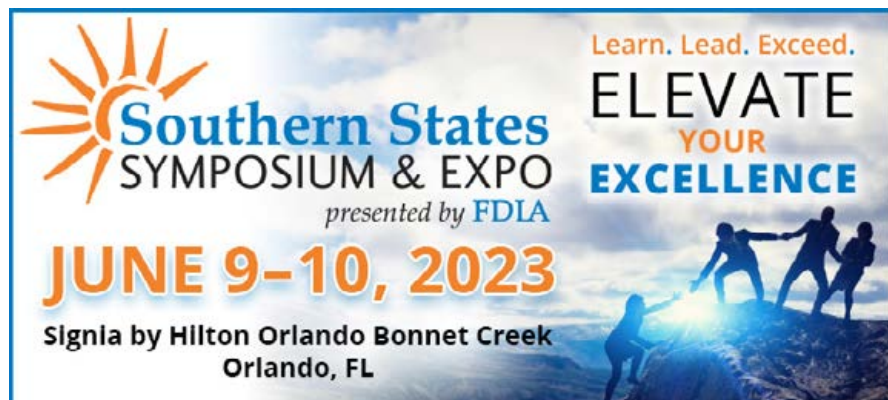 Southern States
SYMPOSIUM & EXPO
presented by FDLA
JUNE 9–10, 2023
Signia by Hilton Orlando Bonnet Creek
Orlando, FL
Learn. Lead. Exceed.
ELEVATE
YOUR
EXCELLENCE